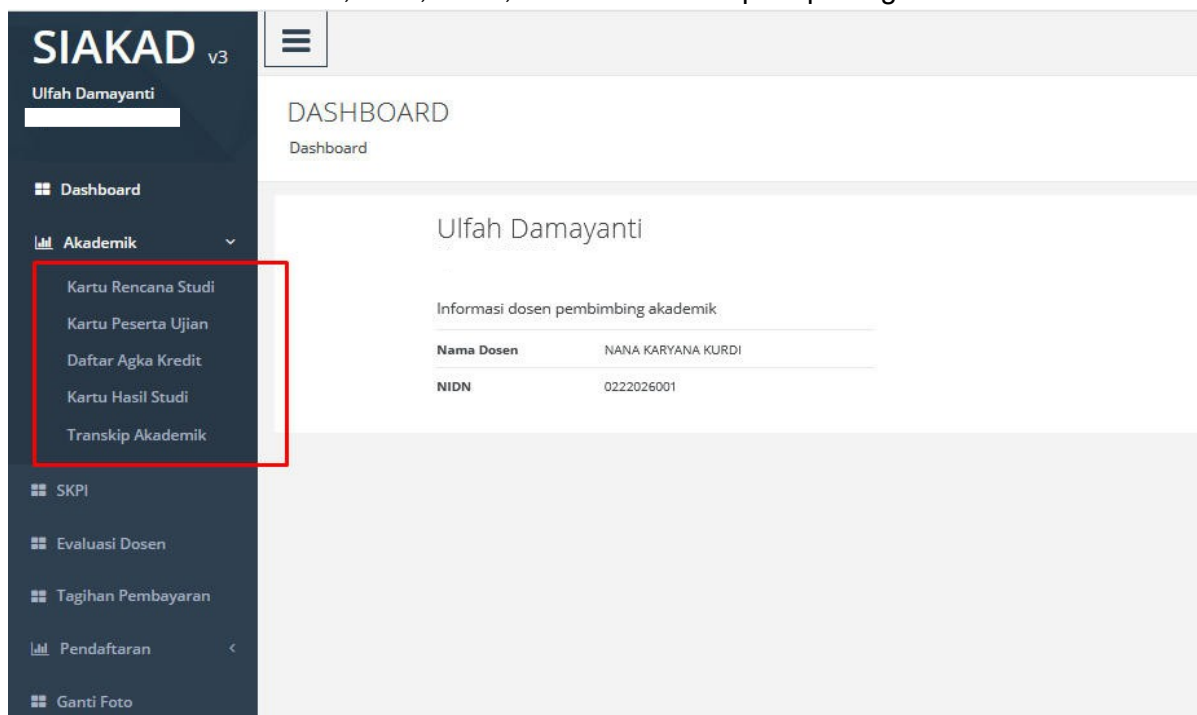 SIAKAD v3
Ulfah Damayanti
Dashboard
Akademik
Kartu Rencana Studi
Kartu Peserta Ujian
Daftar Agka Kredit
Kartu Hasil Studi
Transkip Akademik
SKPI
Evaluasi Dosen
Tagihan Pembayaran
Pendaftaran
Ganti Foto
DASHBOARD
Dashboard
Ulfah Damayanti
Informasi dosen pembimbing akademik
Nama Dosen NANA KARYANA KURDI
NIDN 0222026001